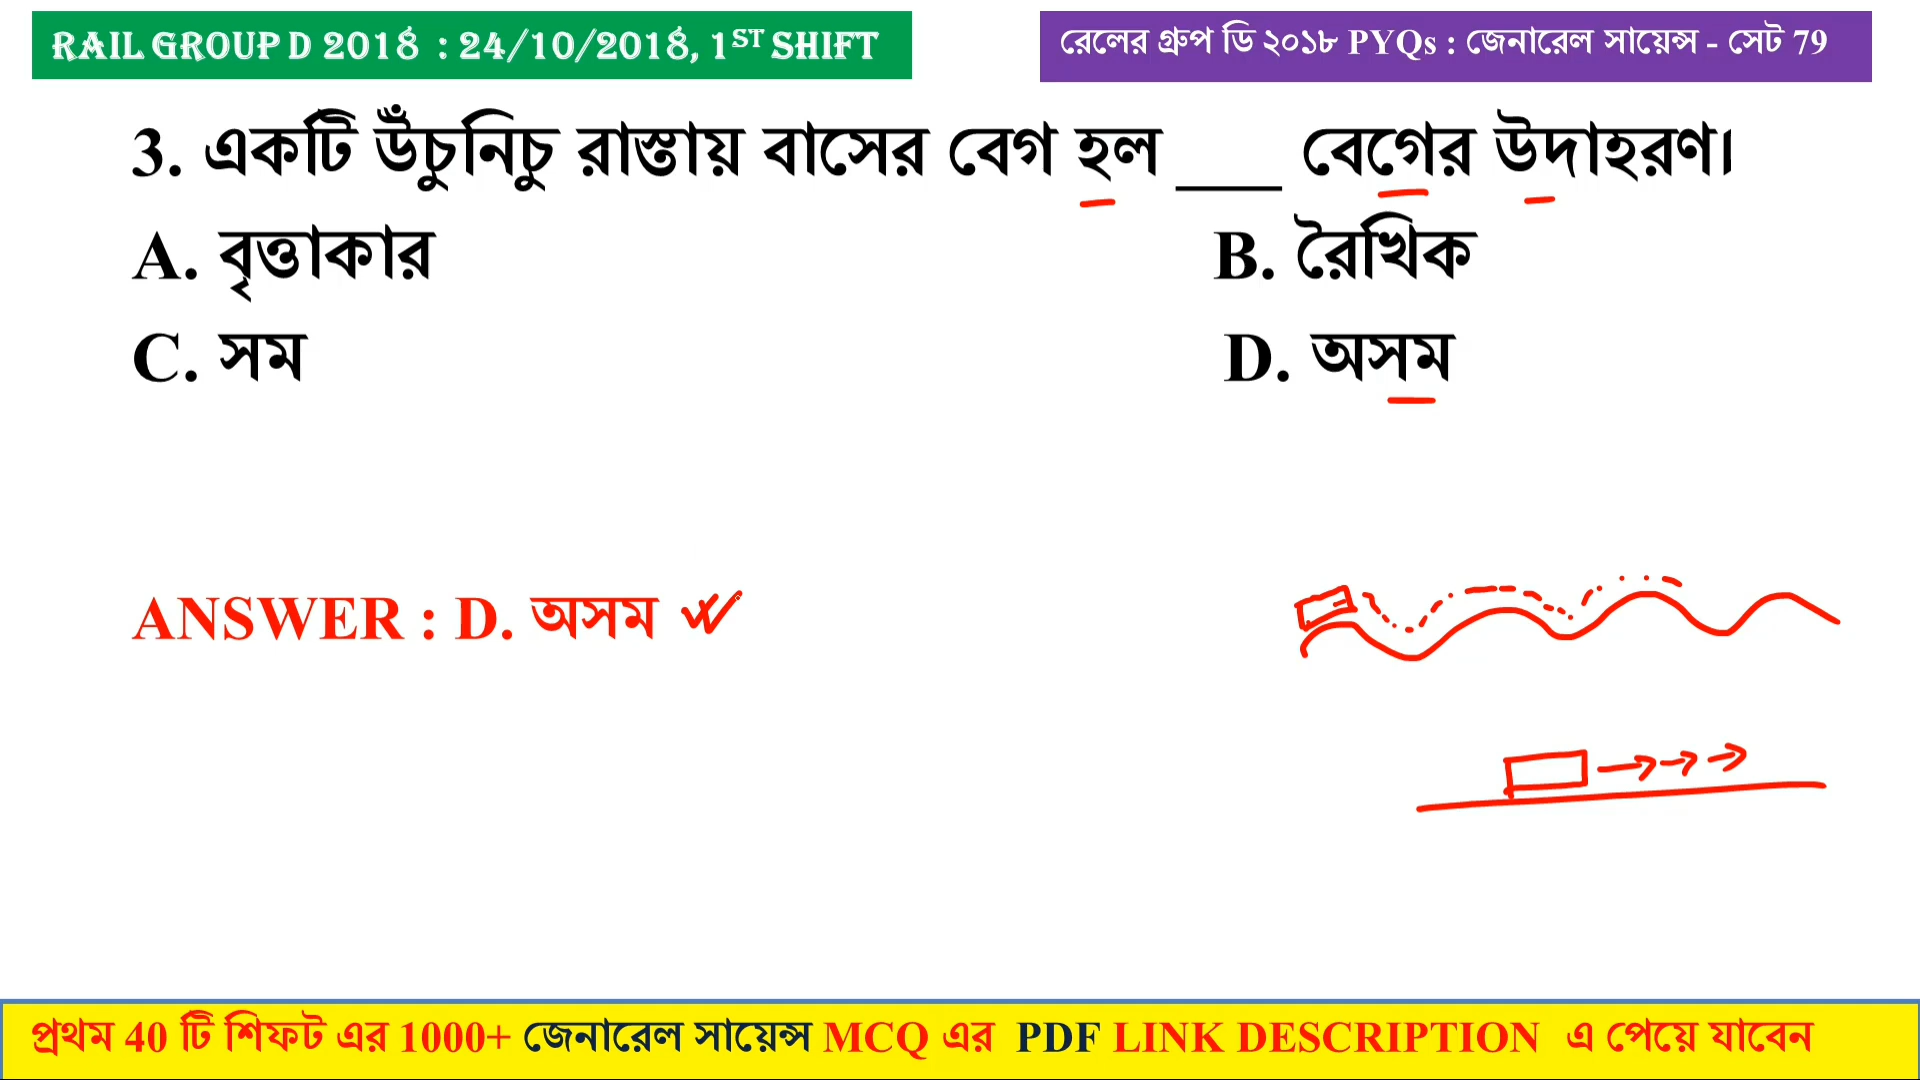 RAIL GROUP D 2018 : 24/10/2018, 1ST SHIFT
রেলের গ্রুপ ডি ২০১৮ PYQs : জেনারেল সায়েন্স - সেট 79
3. একটি উঁচুনিচু রাস্তায় বাসের বেগ হল ___ বেগের উদাহরণ।
A. বৃত্তাকার
B. রৈখিক
C. সম
D. অসম
ANSWER : D. অসম
প্রথম 40 টি শিফট এর 1000+ জেনারেল সায়েন্স MCQ এর PDF LINK DESCRIPTION এ পেয়ে যাবেন